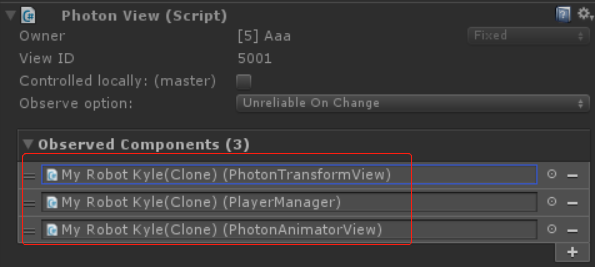 Photon View (Script)
Owner [5] Aaa Fixed
View ID 5001
Controlled locally: (master)
Observe option: Unreliable On Change
Observed Components (3)
My Robot Kyle(Clone) (PhotonTransformView)
My Robot Kyle(Clone) (PlayerManager)
My Robot Kyle(Clone) (PhotonAnimatorView)